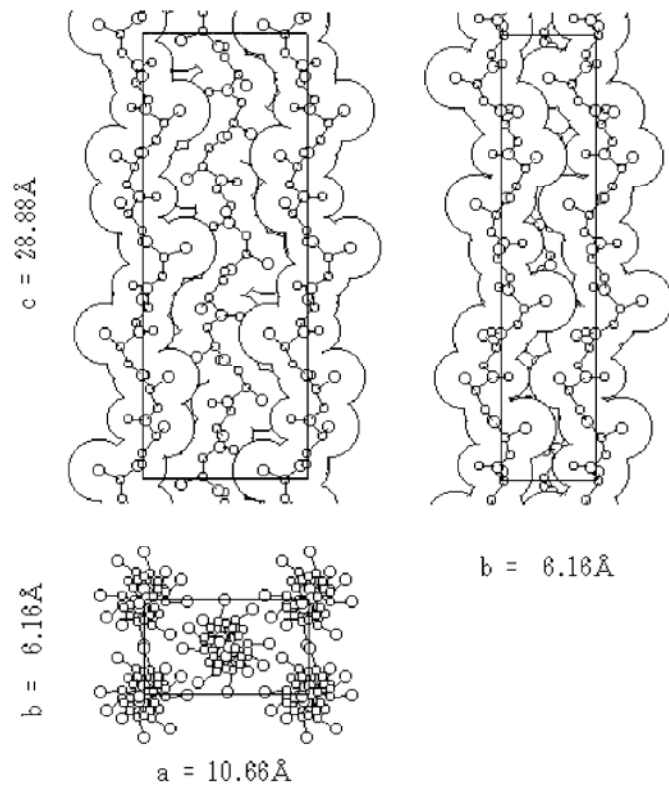 c = 28.88Å
b = 6.16Å
b = 6.16Å
a = 10.66Å